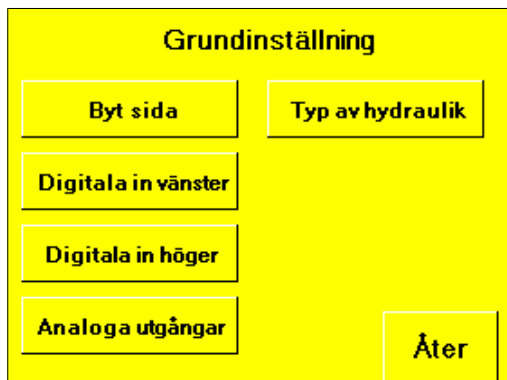 Grundinställning
Byt sida
Typ av hydraulik
Digitala in vänster
Digitala in höger
Analoga utgångar
Åter